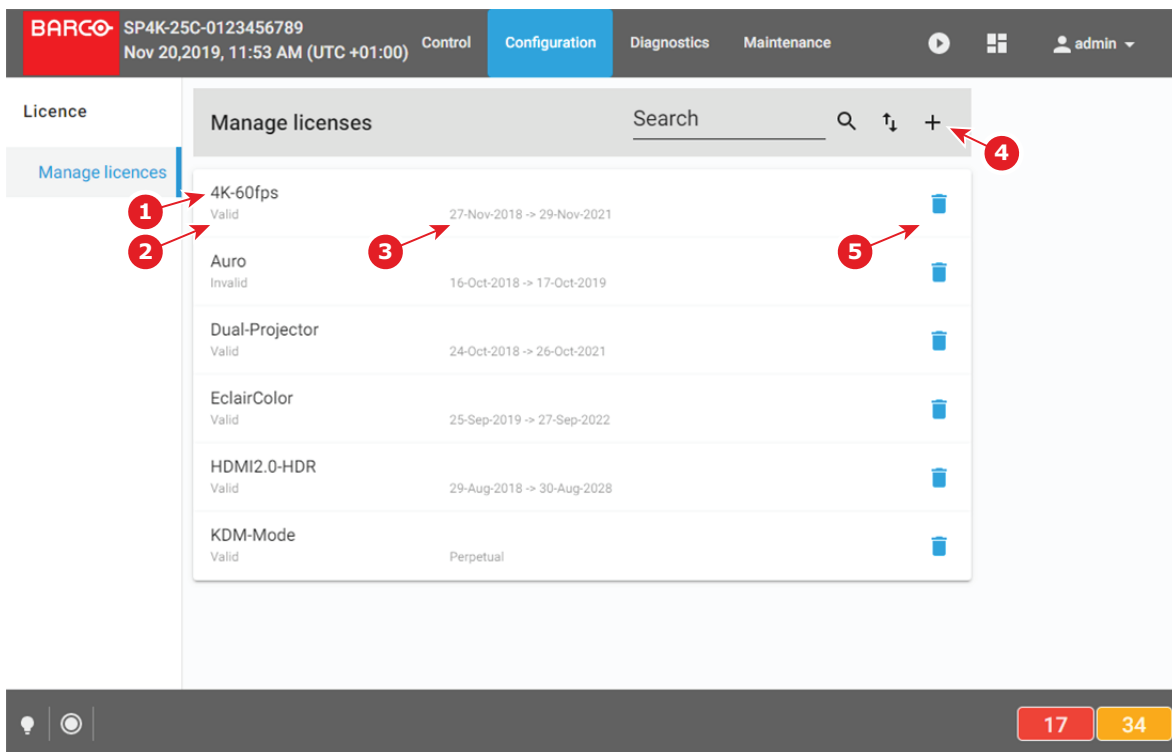 BARCO SP4K-25C-0123456789
Nov 20,2019, 11:53 AM (UTC +01:00)
Control Configuration Diagnostics Maintenance admin
Licence
Manage licences
Manage licenses Search
4
4K-60fps
1
Valid 27-Nov-2018 -> 29-Nov-2021
2 3 5
Auro
Invalid 16-Oct-2018 -> 17-Oct-2019
Dual-Projector
Valid 24-Oct-2018 -> 26-Oct-2021
EclairColor
Valid 25-Sep-2019 -> 27-Sep-2022
HDMI2.0-HDR
Valid 29-Aug-2018 -> 30-Aug-2028
KDM-Mode
Valid Perpetual
17 34